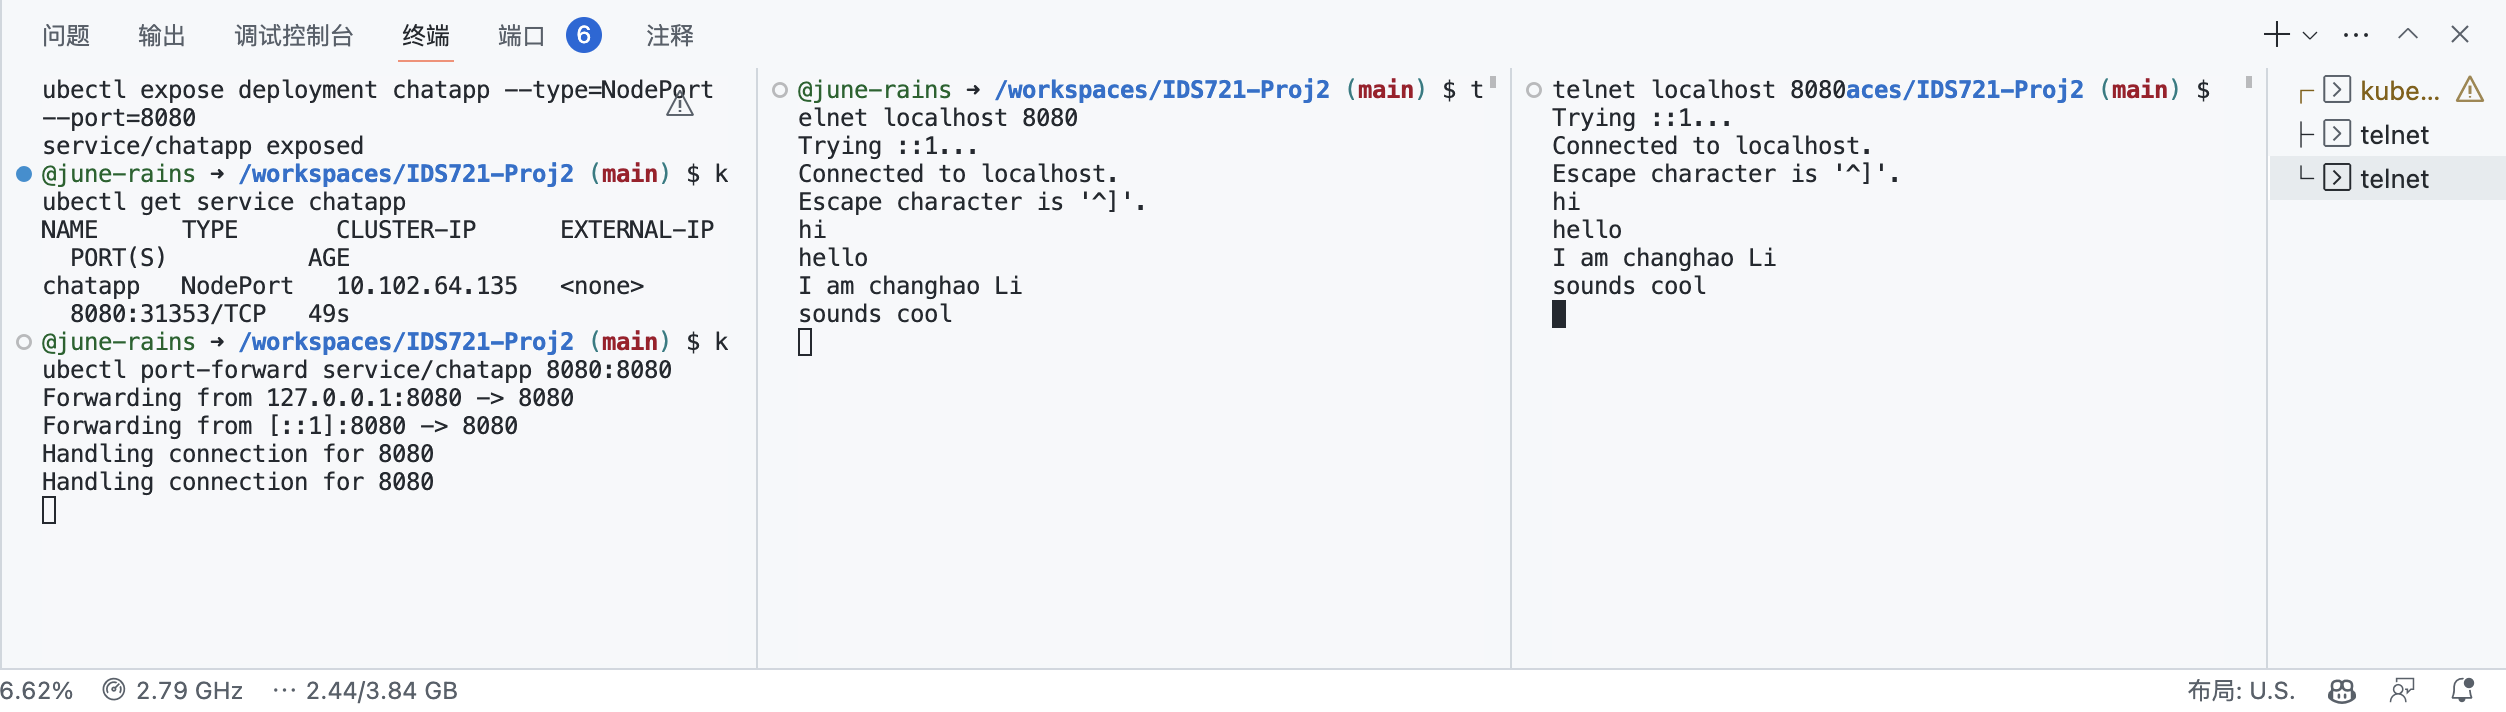 问题 输出 调试控制台 终端 端口 6 注释
ubectl expose deployment chatapp --type=NodePort
--port=8080
service/chatapp exposed
@june-rains ➜ /workspaces/IDS721-Proj2 (main) $ k
ubectl get service chatapp
NAME      TYPE       CLUSTER-IP      EXTERNAL-IP
  PORT(S)          AGE
chatapp   NodePort   10.102.64.135   <none>
  8080:31353/TCP   49s
@june-rains ➜ /workspaces/IDS721-Proj2 (main) $ k
ubectl port-forward service/chatapp 8080:8080
Forwarding from 127.0.0.1:8080 -> 8080
Forwarding from [::1]:8080 -> 8080
Handling connection for 8080
Handling connection for 8080
@june-rains ➜ /workspaces/IDS721-Proj2 (main) $ t
elnet localhost 8080
Trying ::1...
Connected to localhost.
Escape character is '^]'.
hi
hello
I am changhao Li
sounds cool
telnet localhost 8080aces/IDS721-Proj2 (main) $
Trying ::1...
Connected to localhost.
Escape character is '^]'.
hi
hello
I am changhao Li
sounds cool
kube...
telnet
telnet
6.62% 2.79 GHz ··· 2.44/3.84 GB 布局: U.S.